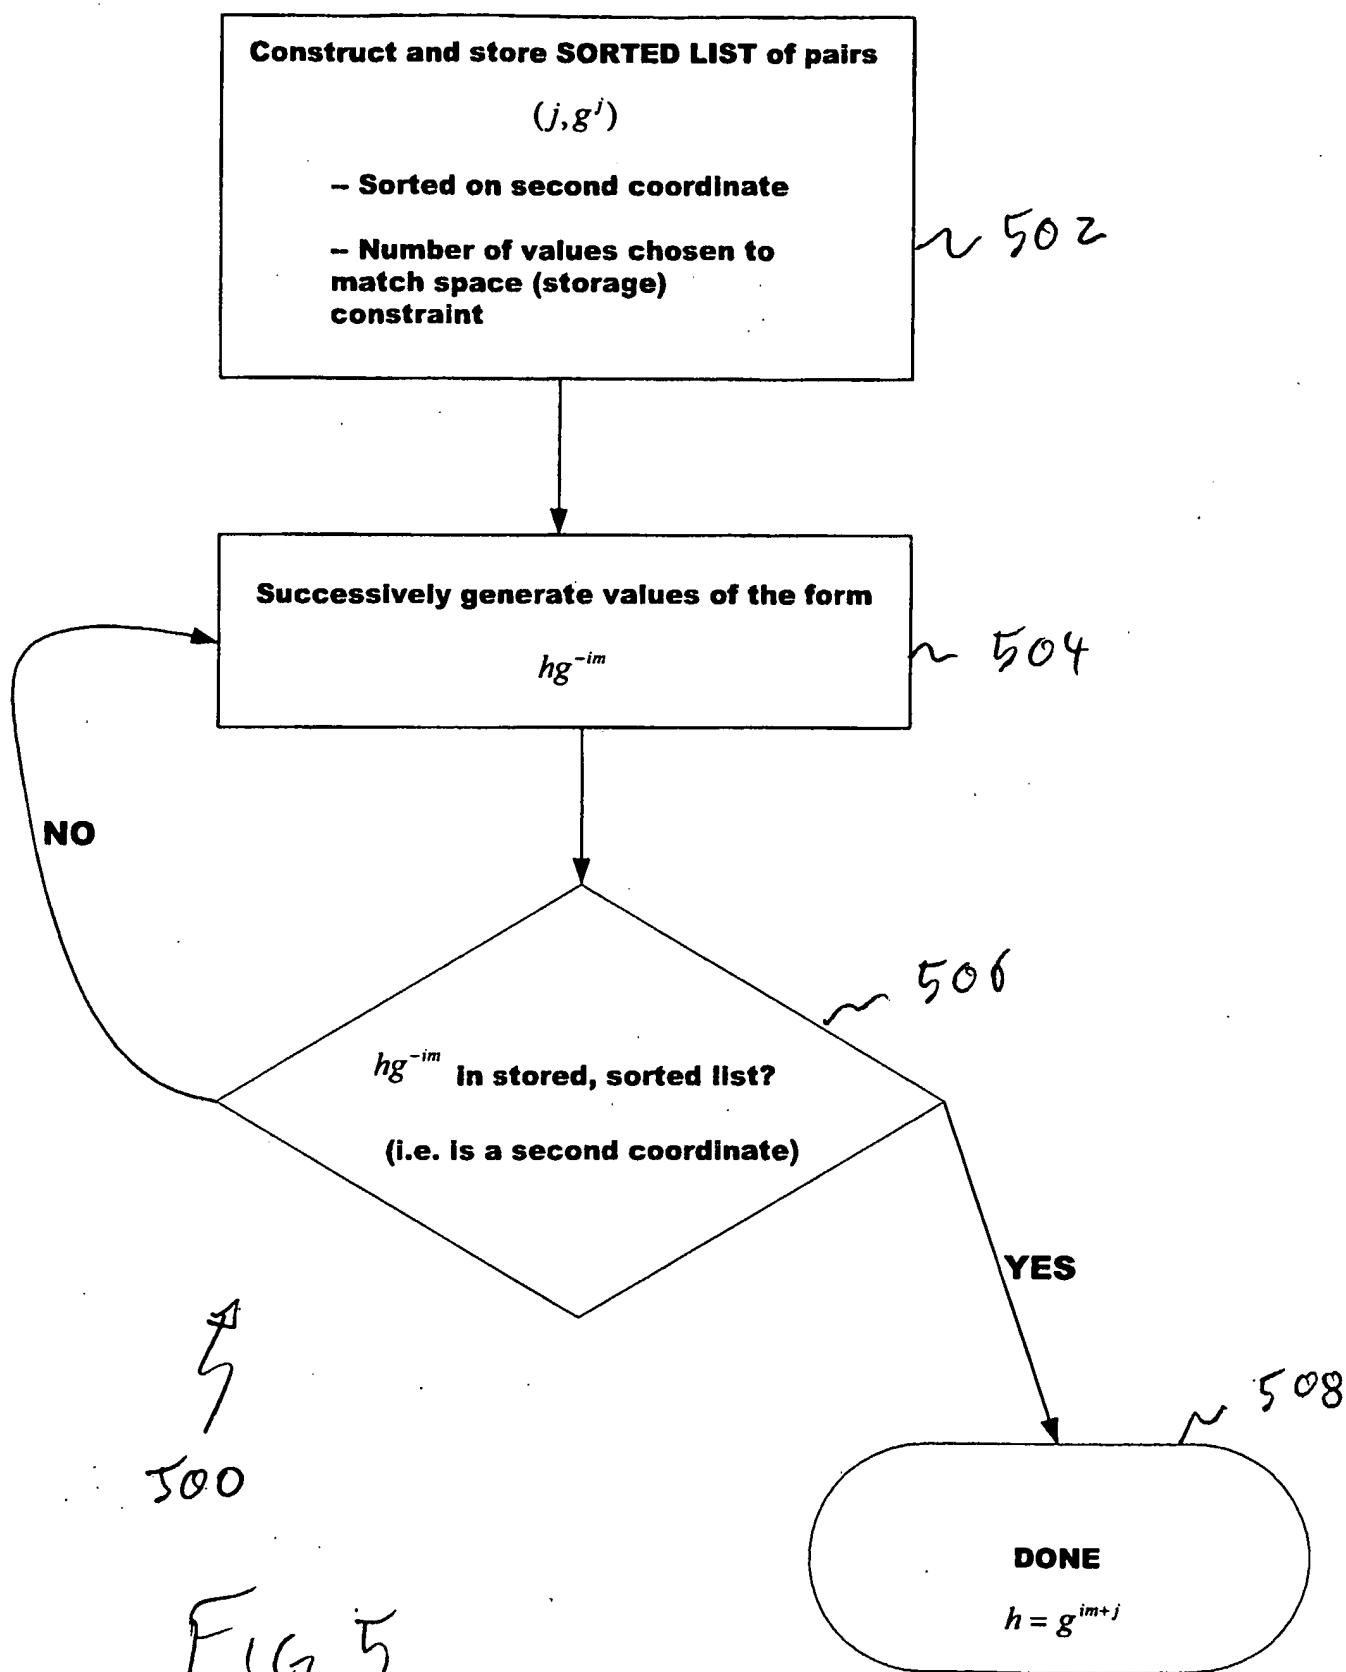 Construct and store SORTED LIST of pairs
(j,g^j)
– Sorted on second coordinate
– Number of values chosen to
match space (storage)
constraint
502
Successively generate values of the form
hg^{-im}
504
NO
506
hg^{-im} in stored, sorted list?
(i.e. is a second coordinate)
YES
500
508
DONE
h = g^{im+j}
FIG 5